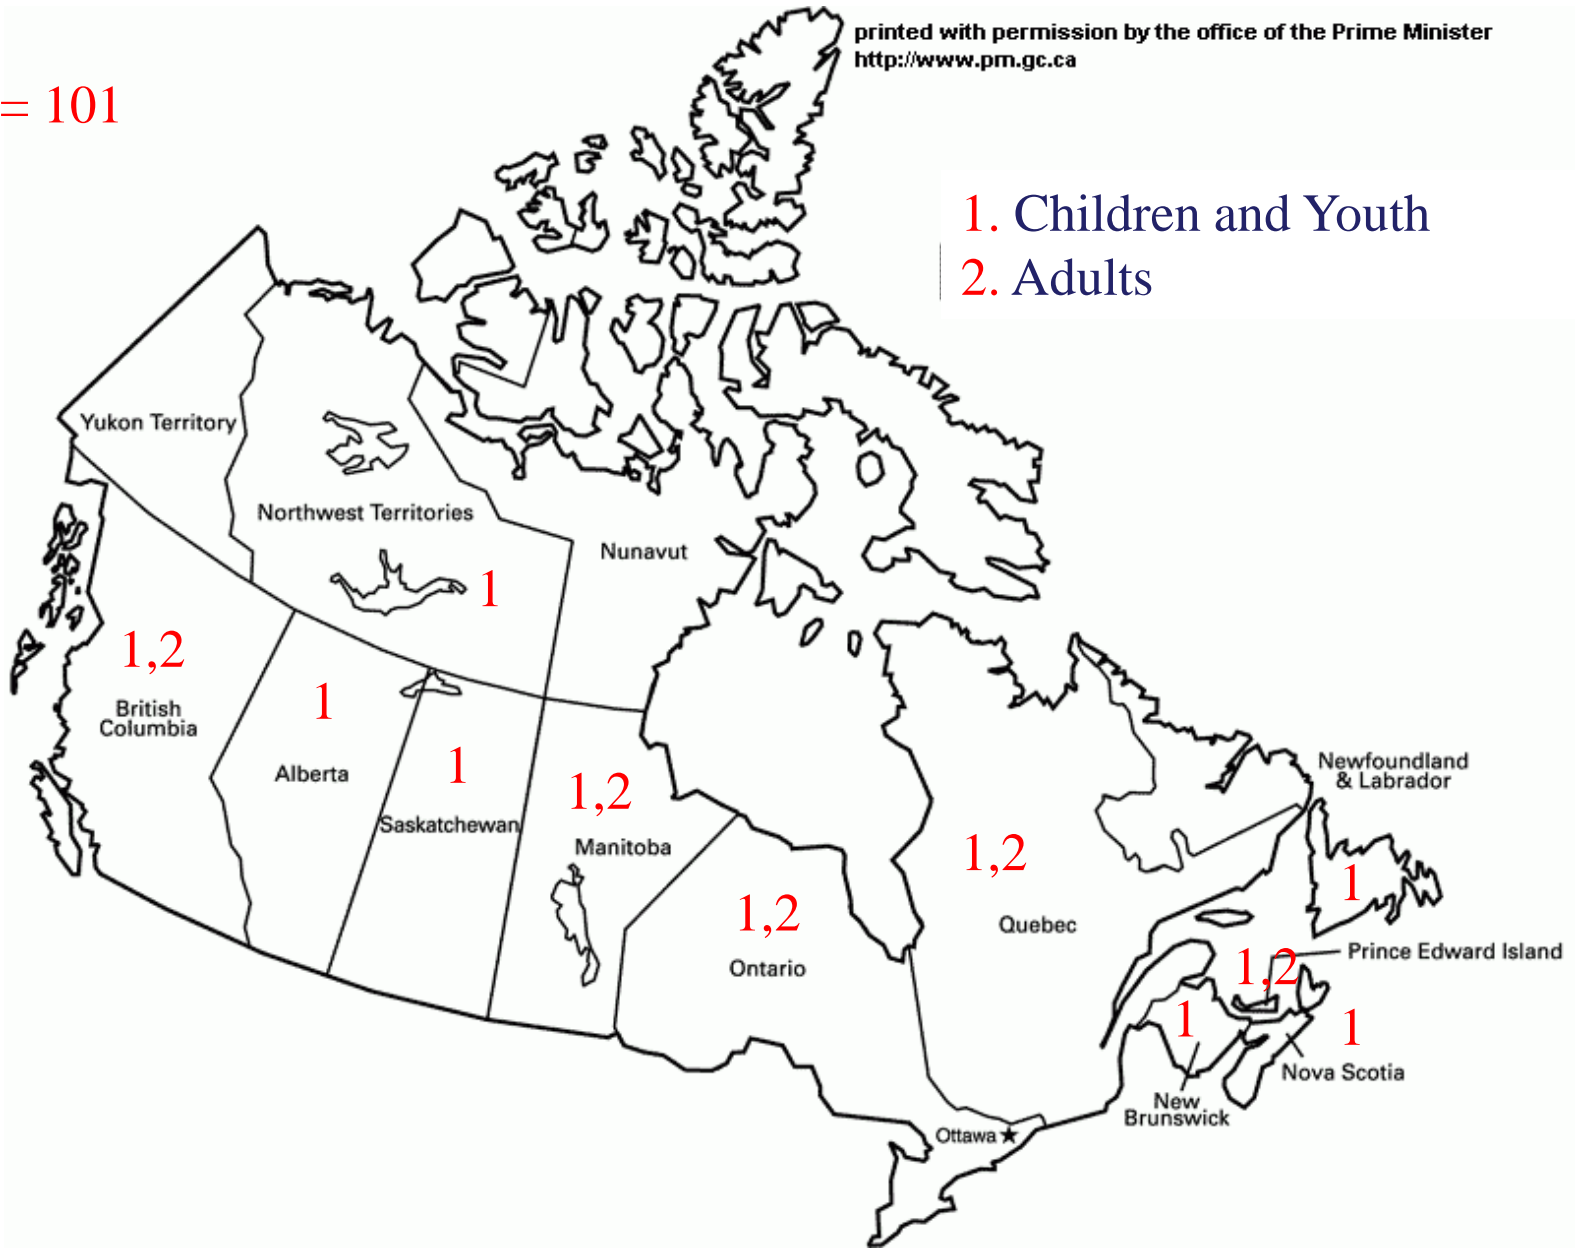 printed with permission by the office of the Prime Minister
http://www.pm.gc.ca
= 101
1. Children and Youth
2. Adults
Yukon Territory
Northwest Territories
1
Nunavut
1,2
British
Columbia
1
Alberta
1
Saskatchewan
1,2
Manitoba
1,2
Ontario
1,2
Quebec
Newfoundland
& Labrador
1
Prince Edward Island
1,2
1
New
Brunswick
1
Nova Scotia
Ottawa